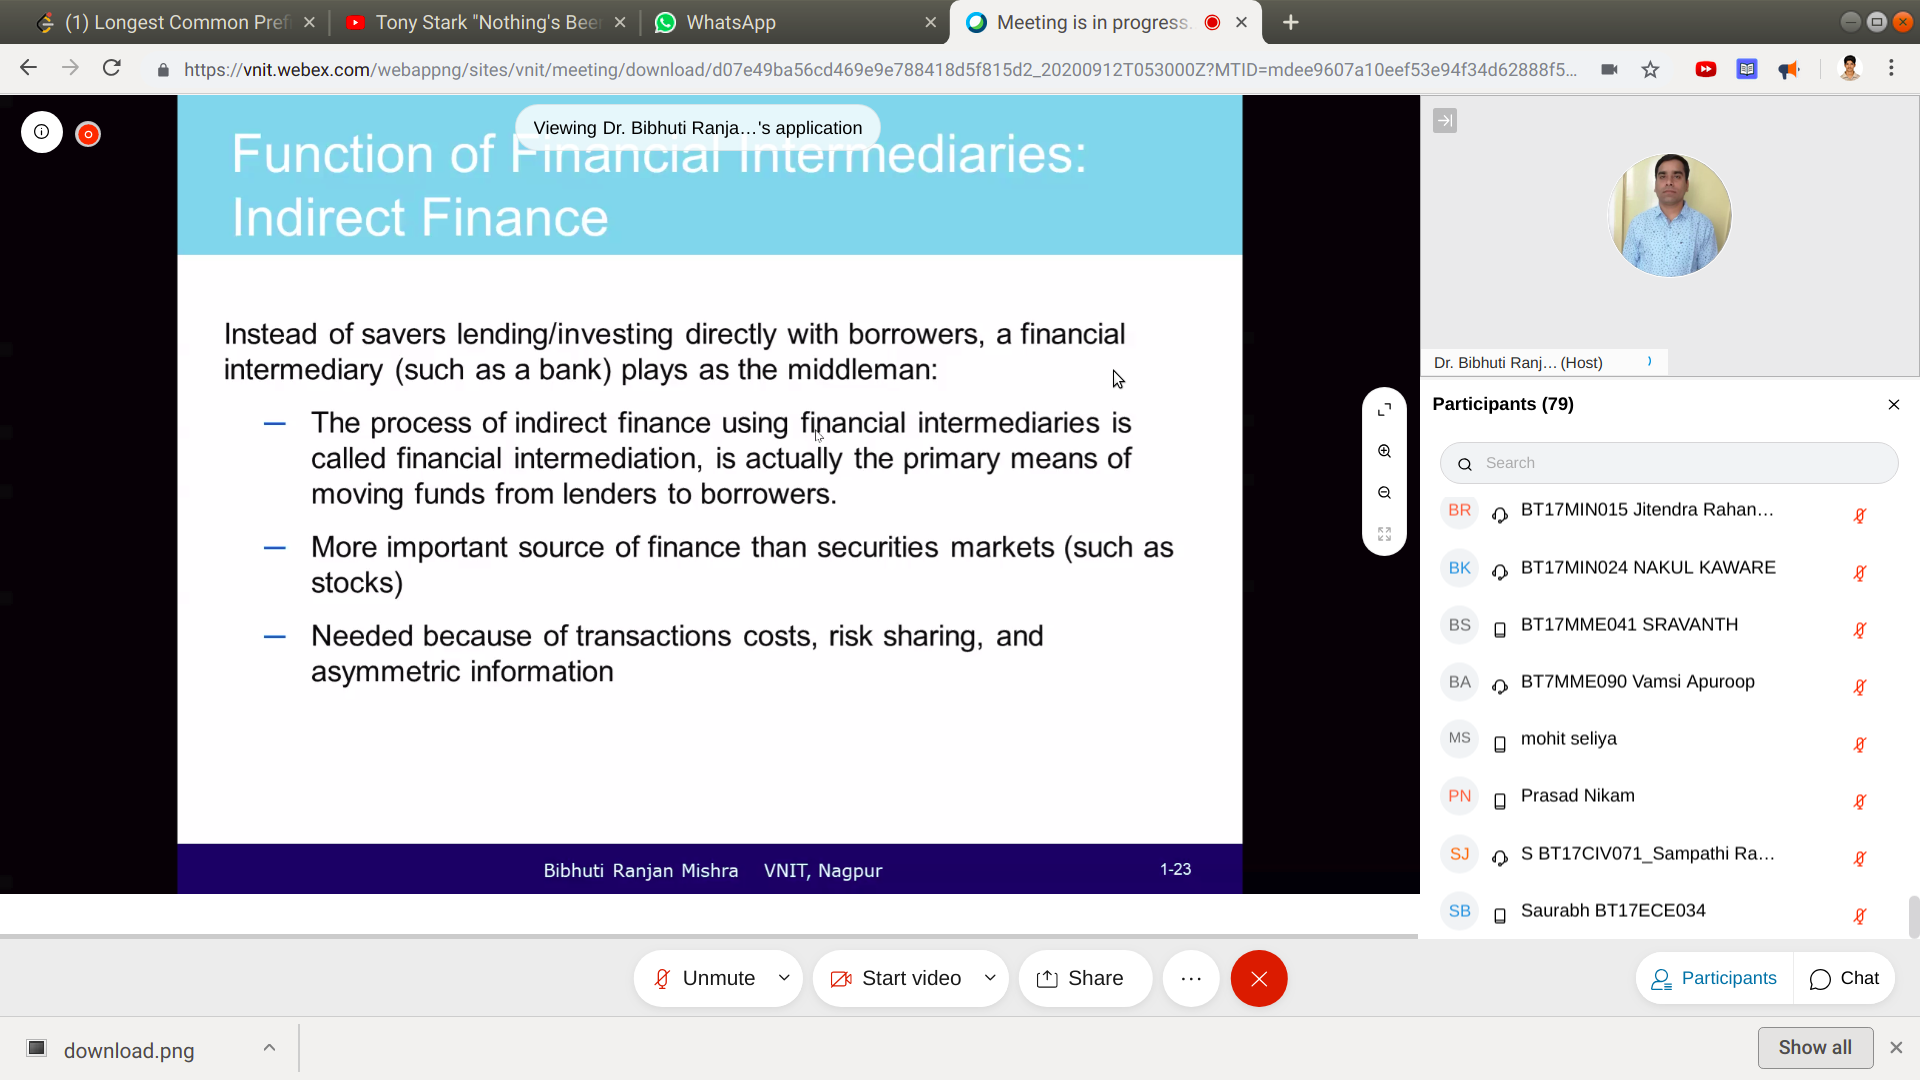 (1) Longest Common Prefi
Tony Stark "Nothing's Bee
WhatsApp
Meeting is in progress.
https://vnit.webex.com/webappng/sites/vnit/meeting/download/d07e49ba56cd469e9e788418d5f815d2_20200912T053000Z?MTID=mdee9607a10eef53e94f34d62888f5...
Viewing Dr. Bibhuti Ranja...'s application
Function of Financial Intermediaries:
Indirect Finance
Instead of savers lending/investing directly with borrowers, a financial
intermediary (such as a bank) plays as the middleman:
— The process of indirect finance using financial intermediaries is
called financial intermediation, is actually the primary means of
moving funds from lenders to borrowers.
— More important source of finance than securities markets (such as
stocks)
— Needed because of transactions costs, risk sharing, and
asymmetric information
Bibhuti Ranjan Mishra VNIT, Nagpur
1-23
Dr. Bibhuti Ranj... (Host)
Participants (79)
Search
BR BT17MIN015 Jitendra Rahan...
BK BT17MIN024 NAKUL KAWARE
BS BT17MME041 SRAVANTH
BA BT7MME090 Vamsi Apuroop
MS mohit seliya
PN Prasad Nikam
SJ S BT17CIV071_Sampathi Ra...
SB Saurabh BT17ECE034
Unmute
Start video
Share
Participants
Chat
download.png
Show all